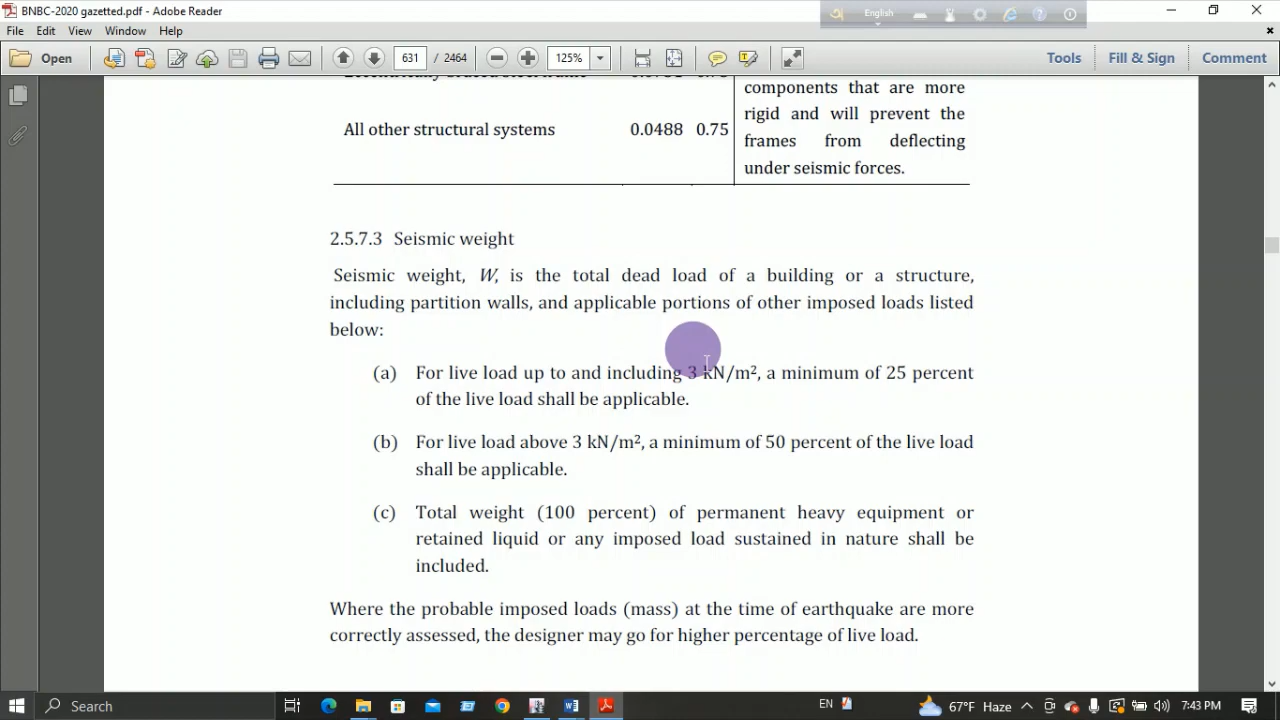 BNBC-2020 gazetted.pdf - Adobe Reader
English
File Edit View Window Help
Open
631 / 2464
125%
Tools Fill & Sign Comment
components that are more
rigid and will prevent the
All other structural systems 0.0488 0.75
frames from deflecting
under seismic forces.
2.5.7.3 Seismic weight
Seismic weight, W, is the total dead load of a building or a structure,
including partition walls, and applicable portions of other imposed loads listed
below:
(a) For live load up to and including 3 kN/m², a minimum of 25 percent
of the live load shall be applicable.
(b) For live load above 3 kN/m², a minimum of 50 percent of the live load
shall be applicable.
(c) Total weight (100 percent) of permanent heavy equipment or
retained liquid or any imposed load sustained in nature shall be
included.
Where the probable imposed loads (mass) at the time of earthquake are more
correctly assessed, the designer may go for higher percentage of live load.
Search
EN
67°F Haze
7:43 PM